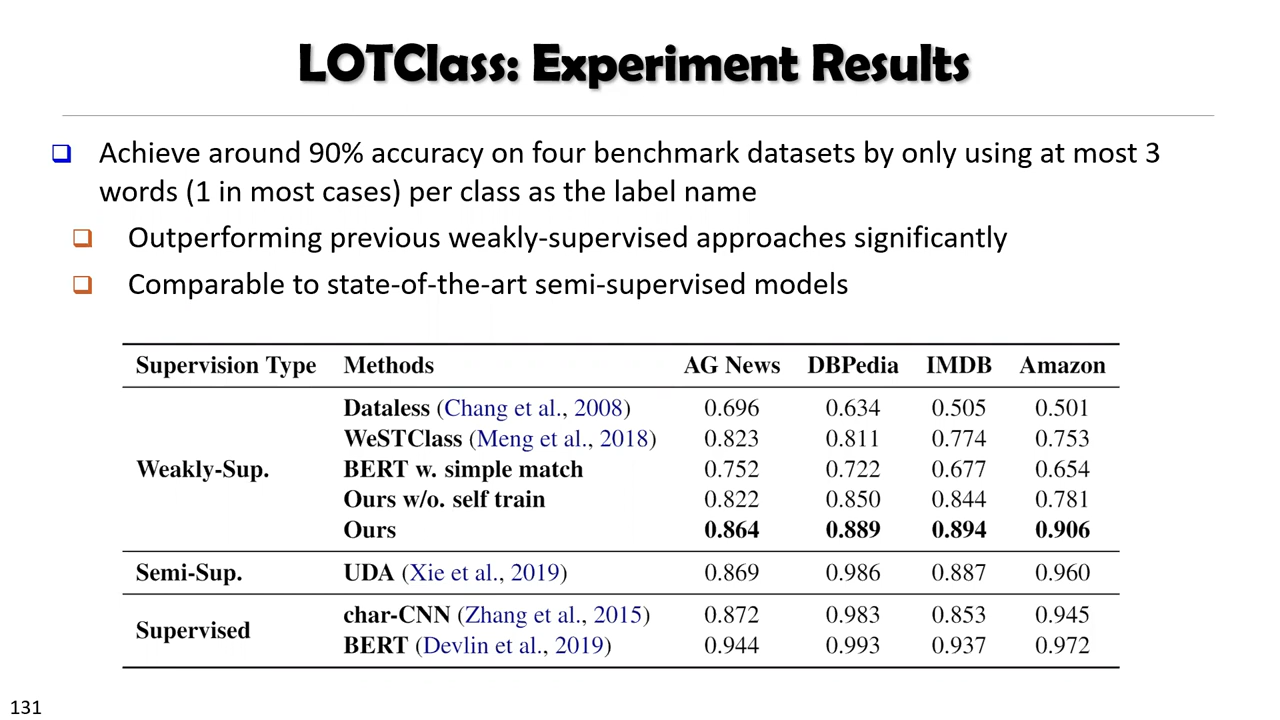 LOTClass: Experiment Results
❑ Achieve around 90% accuracy on four benchmark datasets by only using at most 3
words (1 in most cases) per class as the label name
❑ Outperforming previous weakly-supervised approaches significantly
❑ Comparable to state-of-the-art semi-supervised models
Supervision Type Methods AG News DBPedia IMDB Amazon
Dataless (Chang et al., 2008) 0.696 0.634 0.505 0.501
WeSTClass (Meng et al., 2018) 0.823 0.811 0.774 0.753
Weakly-Sup. BERT w. simple match 0.752 0.722 0.677 0.654
Ours w/o. self train 0.822 0.850 0.844 0.781
Ours 0.864 0.889 0.894 0.906
Semi-Sup. UDA (Xie et al., 2019) 0.869 0.986 0.887 0.960
char-CNN (Zhang et al., 2015) 0.872 0.983 0.853 0.945
Supervised
BERT (Devlin et al., 2019) 0.944 0.993 0.937 0.972
131